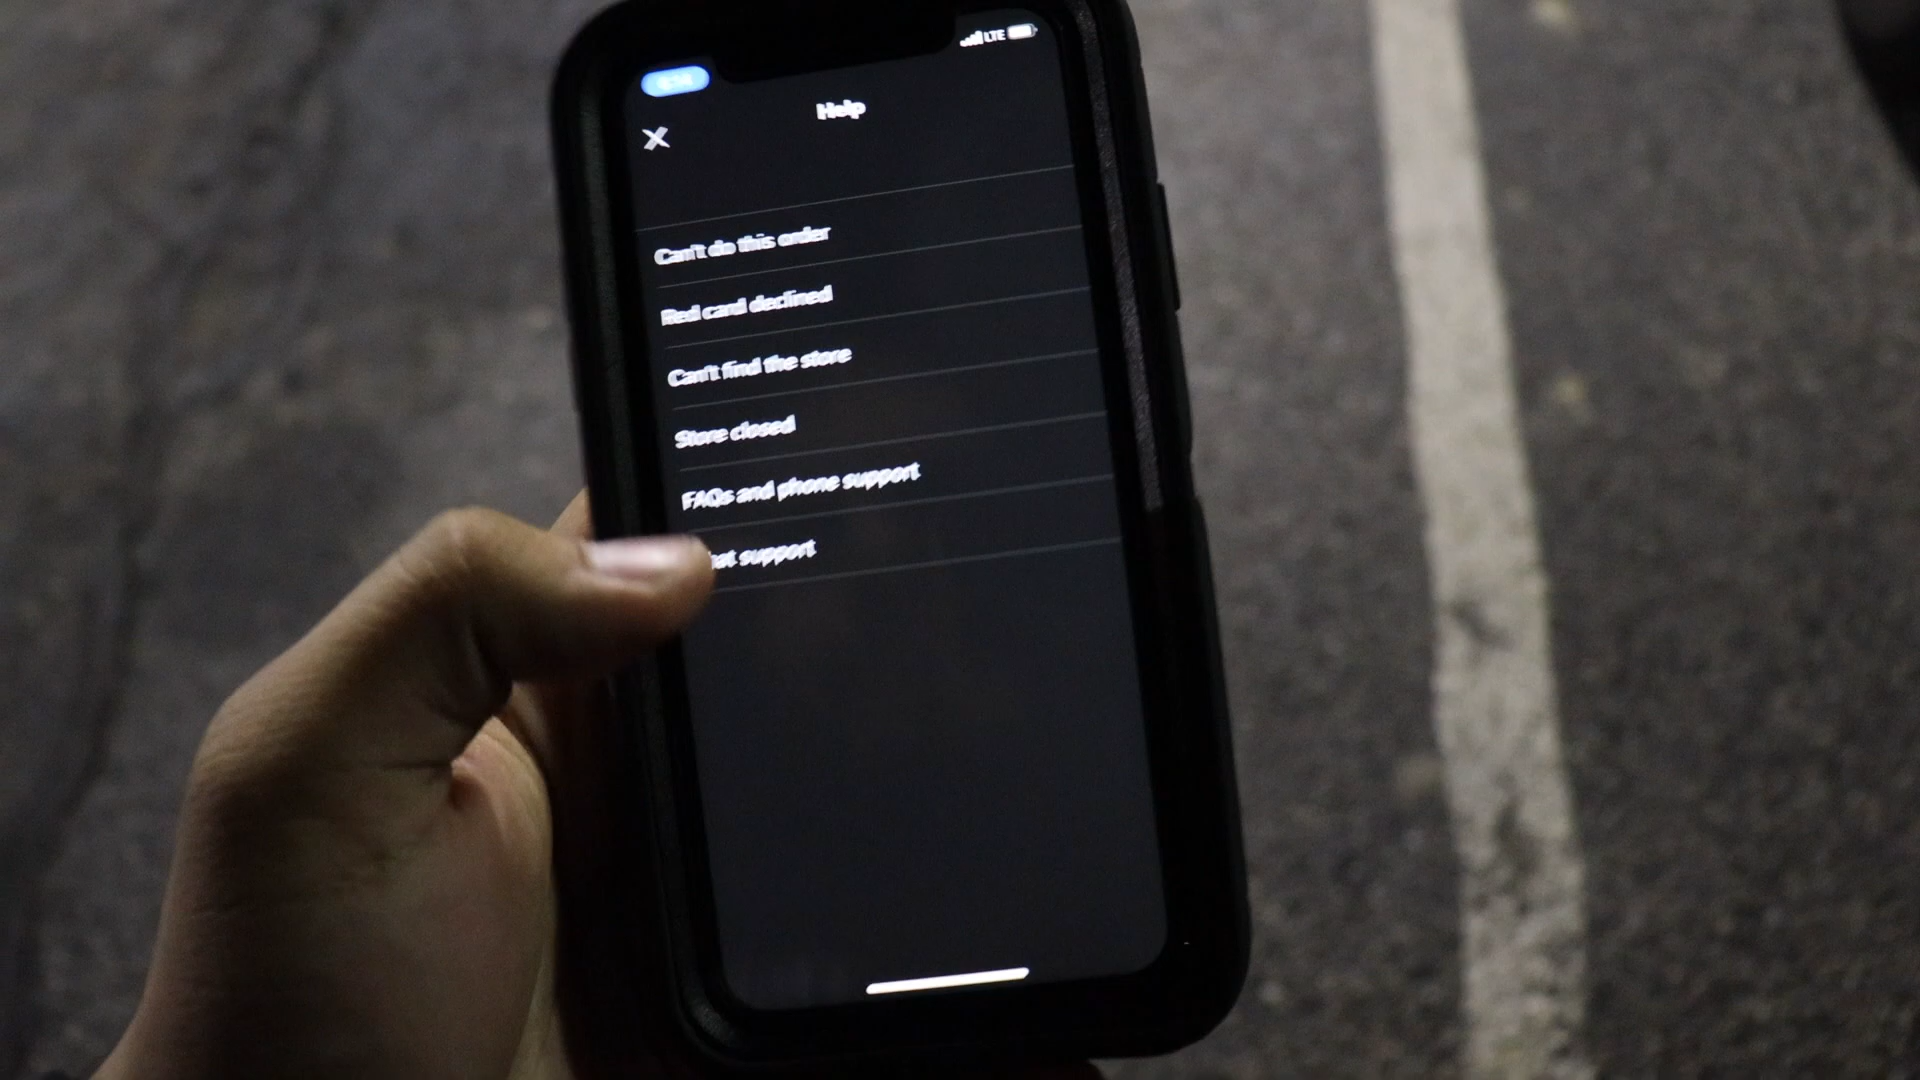 LTE
Help
Can't do this order
Red card declined
Can't find the store
Store closed
FAQs and phone support
hat support